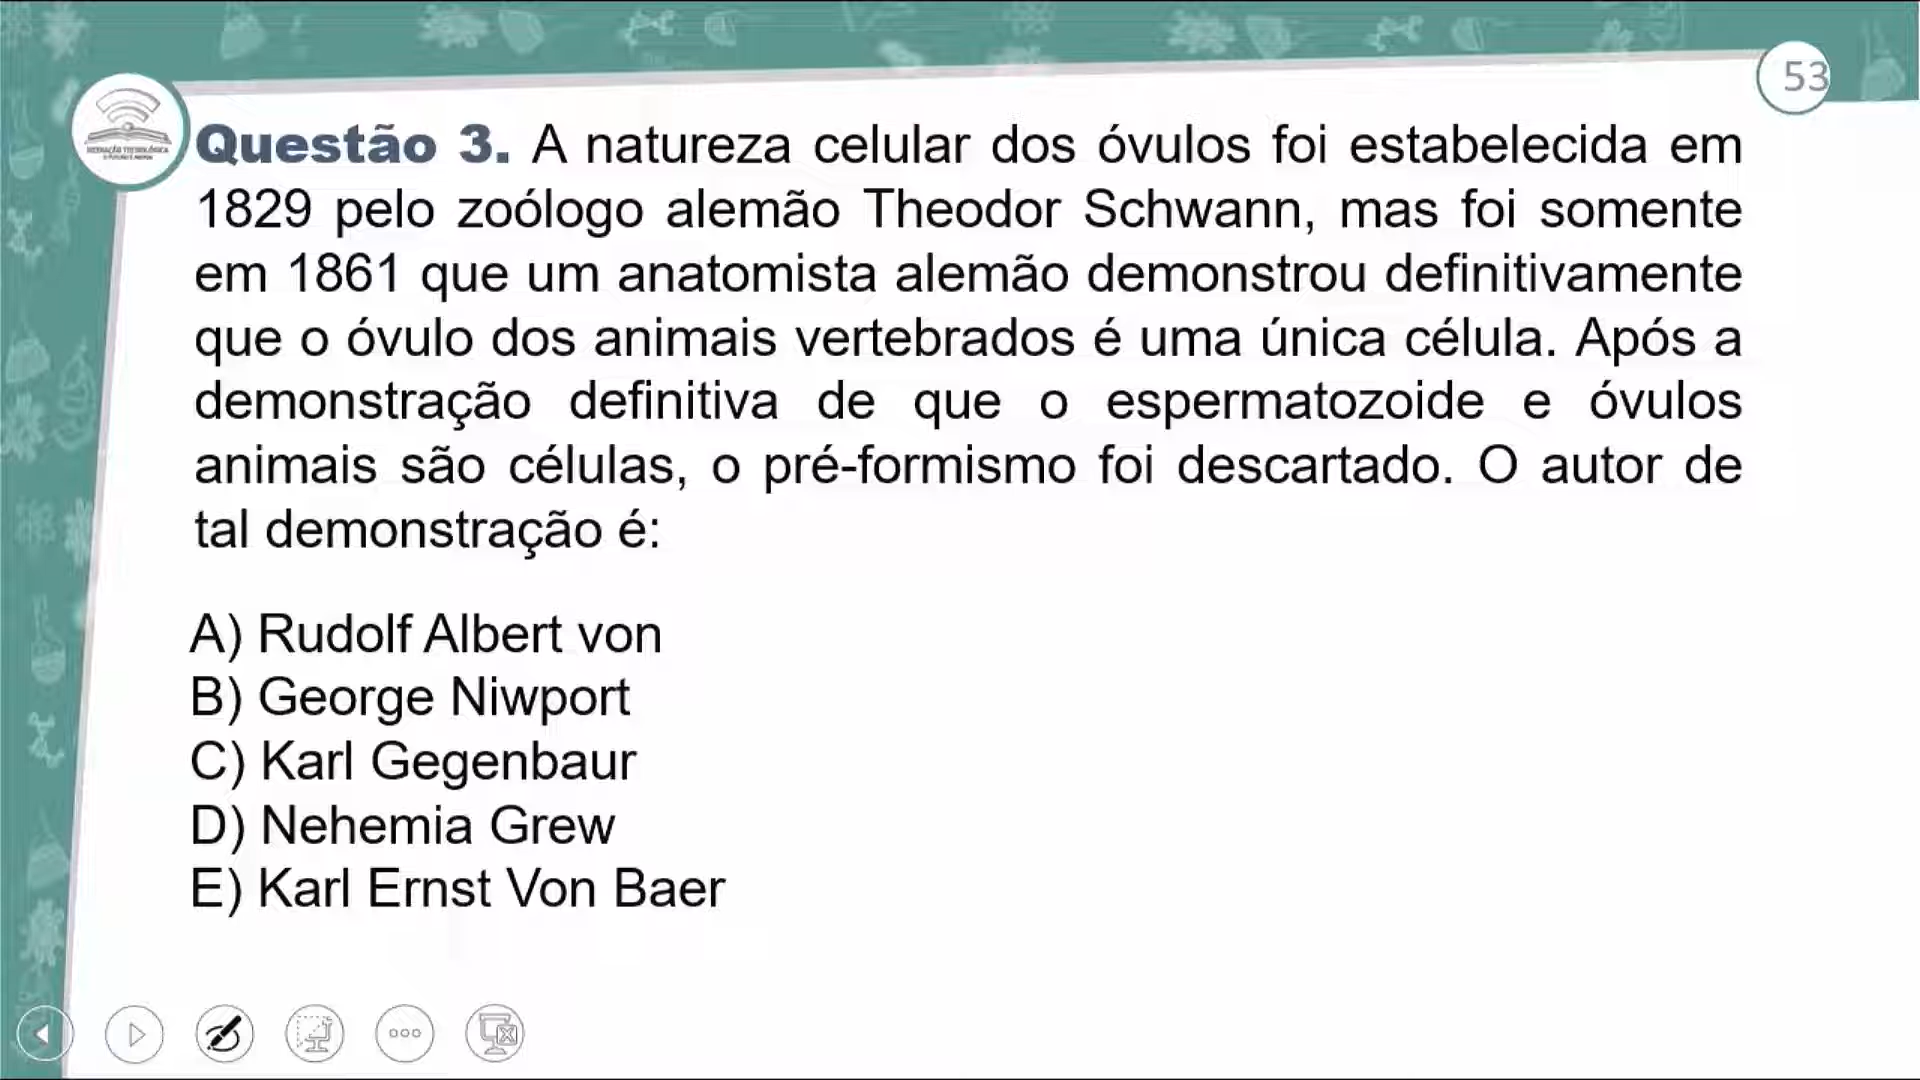 53
Questão 3. A natureza celular dos óvulos foi estabelecida em
1829 pelo zoólogo alemão Theodor Schwann, mas foi somente
em 1861 que um anatomista alemão demonstrou definitivamente
que o óvulo dos animais vertebrados é uma única célula. Após a
demonstração definitiva de que o espermatozoide e óvulos
animais são células, o pré-formismo foi descartado. O autor de
tal demonstração é:
A) Rudolf Albert von
B) George Niwport
C) Karl Gegenbaur
D) Nehemia Grew
E) Karl Ernst Von Baer